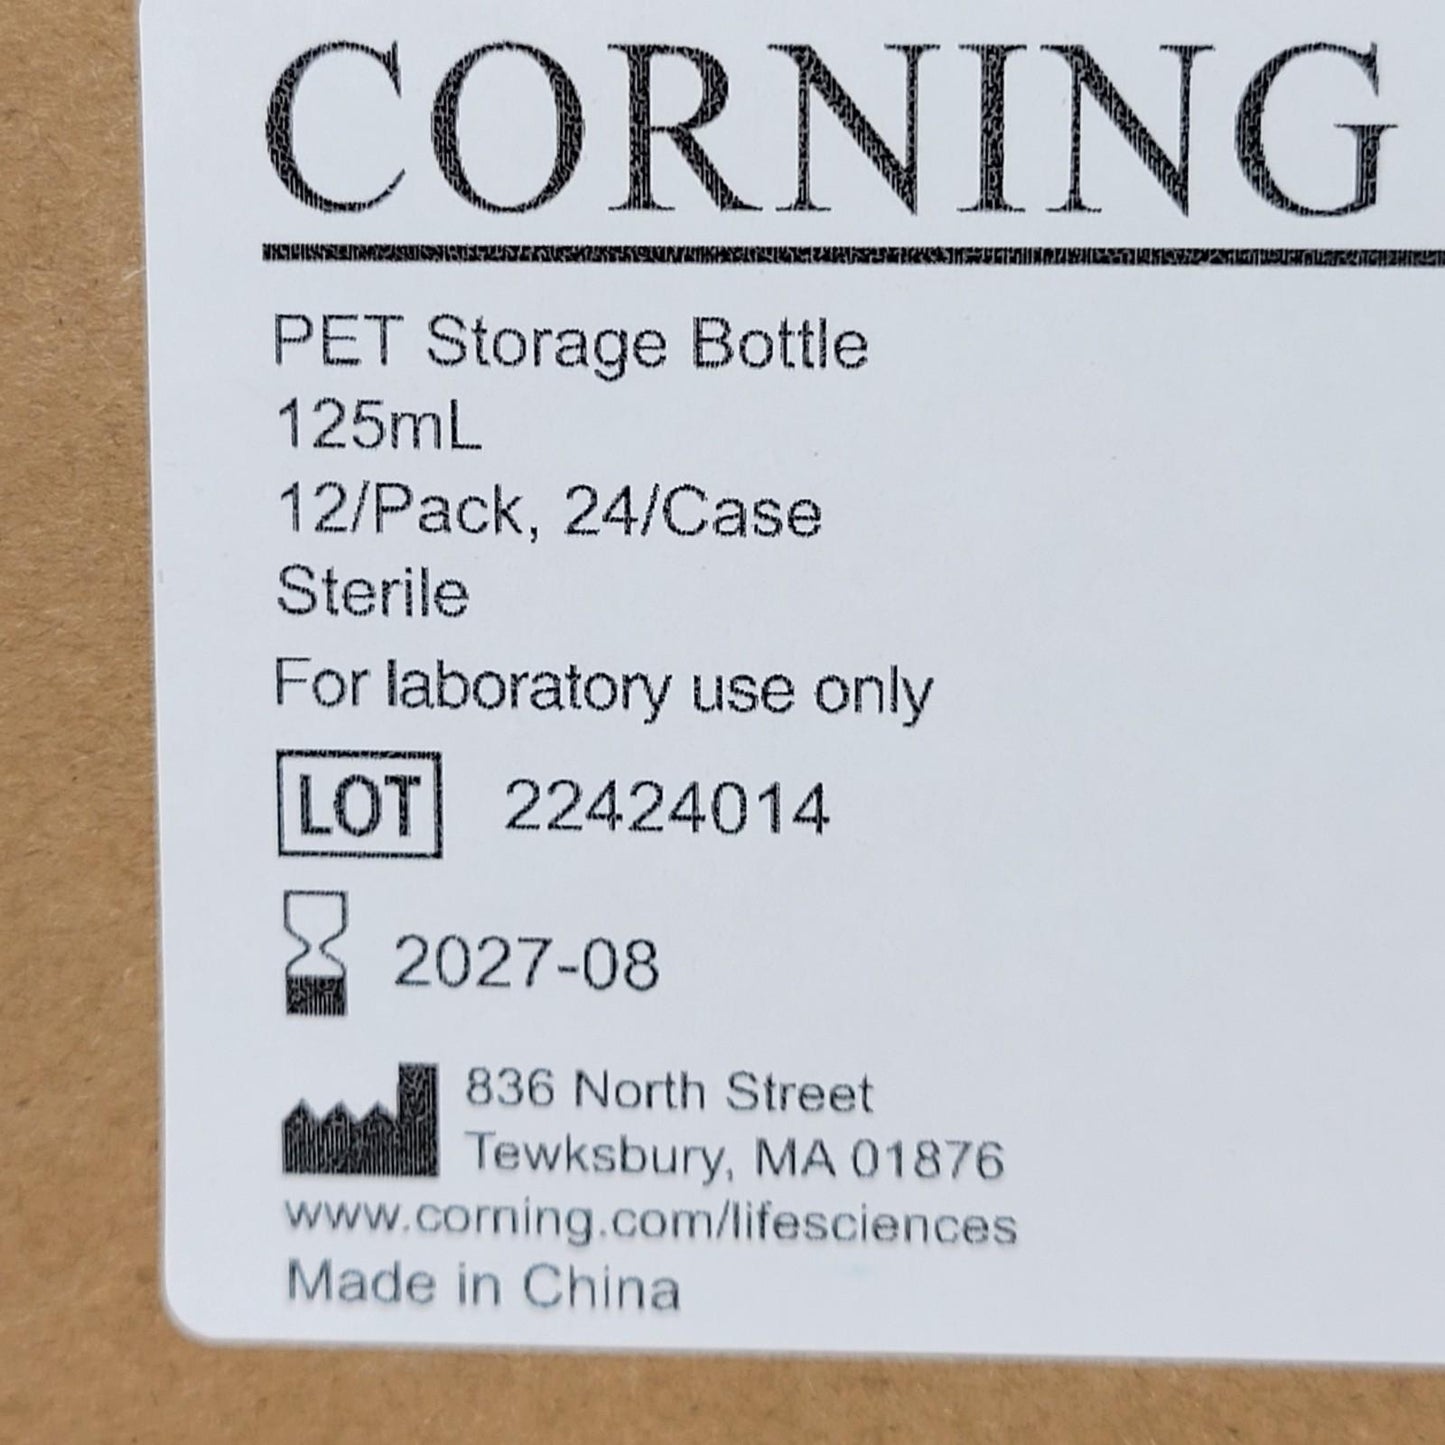 CORNING
PET Storage Bottle
125mL
12/Pack, 24/Case
Sterile
For laboratory use only
LOT 22424014
2027-08
836 North Street
Tewksbury, MA 01876
www.corning.com/lifesciences
Made in China